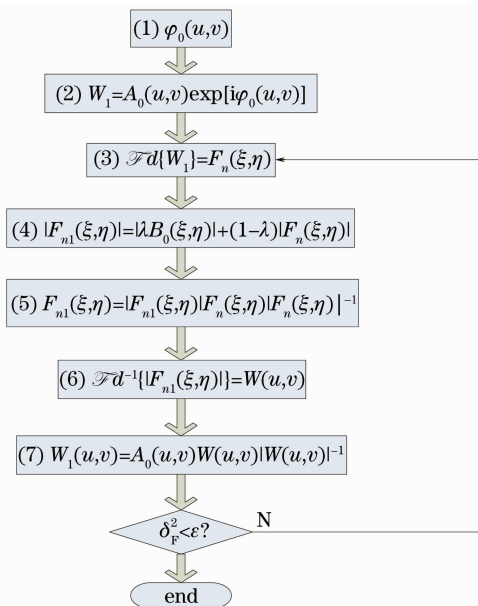 (1) φ₀(u,v)
(2) W₁=A₀(u,v)exp[iφ₀(u,v)]
(3) ℱd{W₁}=Fₙ(ξ,η)
(4) |Fₙ₁(ξ,η)|=|λB₀(ξ,η)|+(1−λ)|Fₙ(ξ,η)|
(5) Fₙ₁(ξ,η)=|Fₙ₁(ξ,η)|Fₙ(ξ,η)|Fₙ(ξ,η)|⁻¹
(6) ℱd⁻¹{|Fₙ₁(ξ,η)|}=W(u,v)
(7) W₁(u,v)=A₀(u,v)W(u,v)|W(u,v)|⁻¹
δ_F²<ε?
N
end